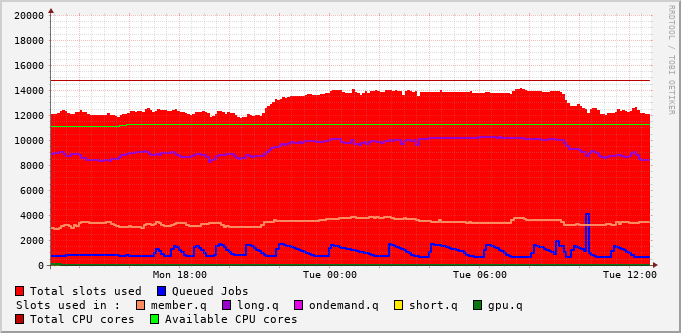 20000
18000
16000
14000
12000
10000
8000
6000
4000
2000
0
Mon 18:00 Tue 00:00 Tue 06:00 Tue 12:00
Total slots used Queued Jobs
Slots used in : member.q long.q ondemand.q short.q gpu.q
Total CPU cores Available CPU cores
RRDTOOL / TOBI OETIKER